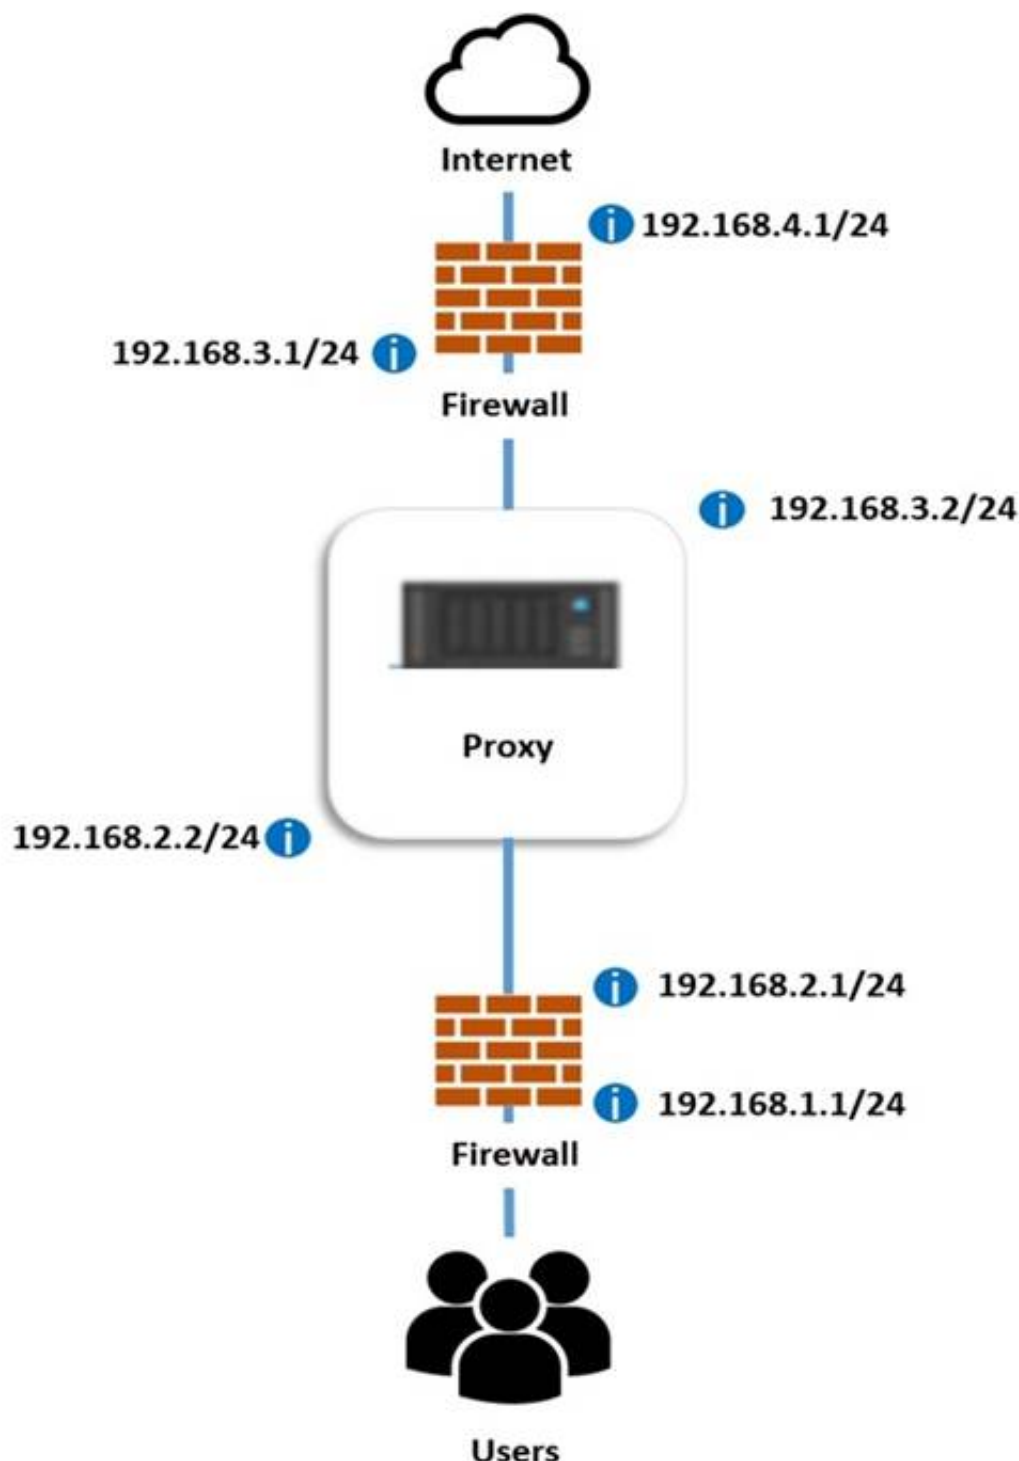 Internet
192.168.4.1/24
192.168.3.1/24
Firewall
192.168.3.2/24
Proxy
192.168.2.2/24
192.168.2.1/24
192.168.1.1/24
Firewall
Users